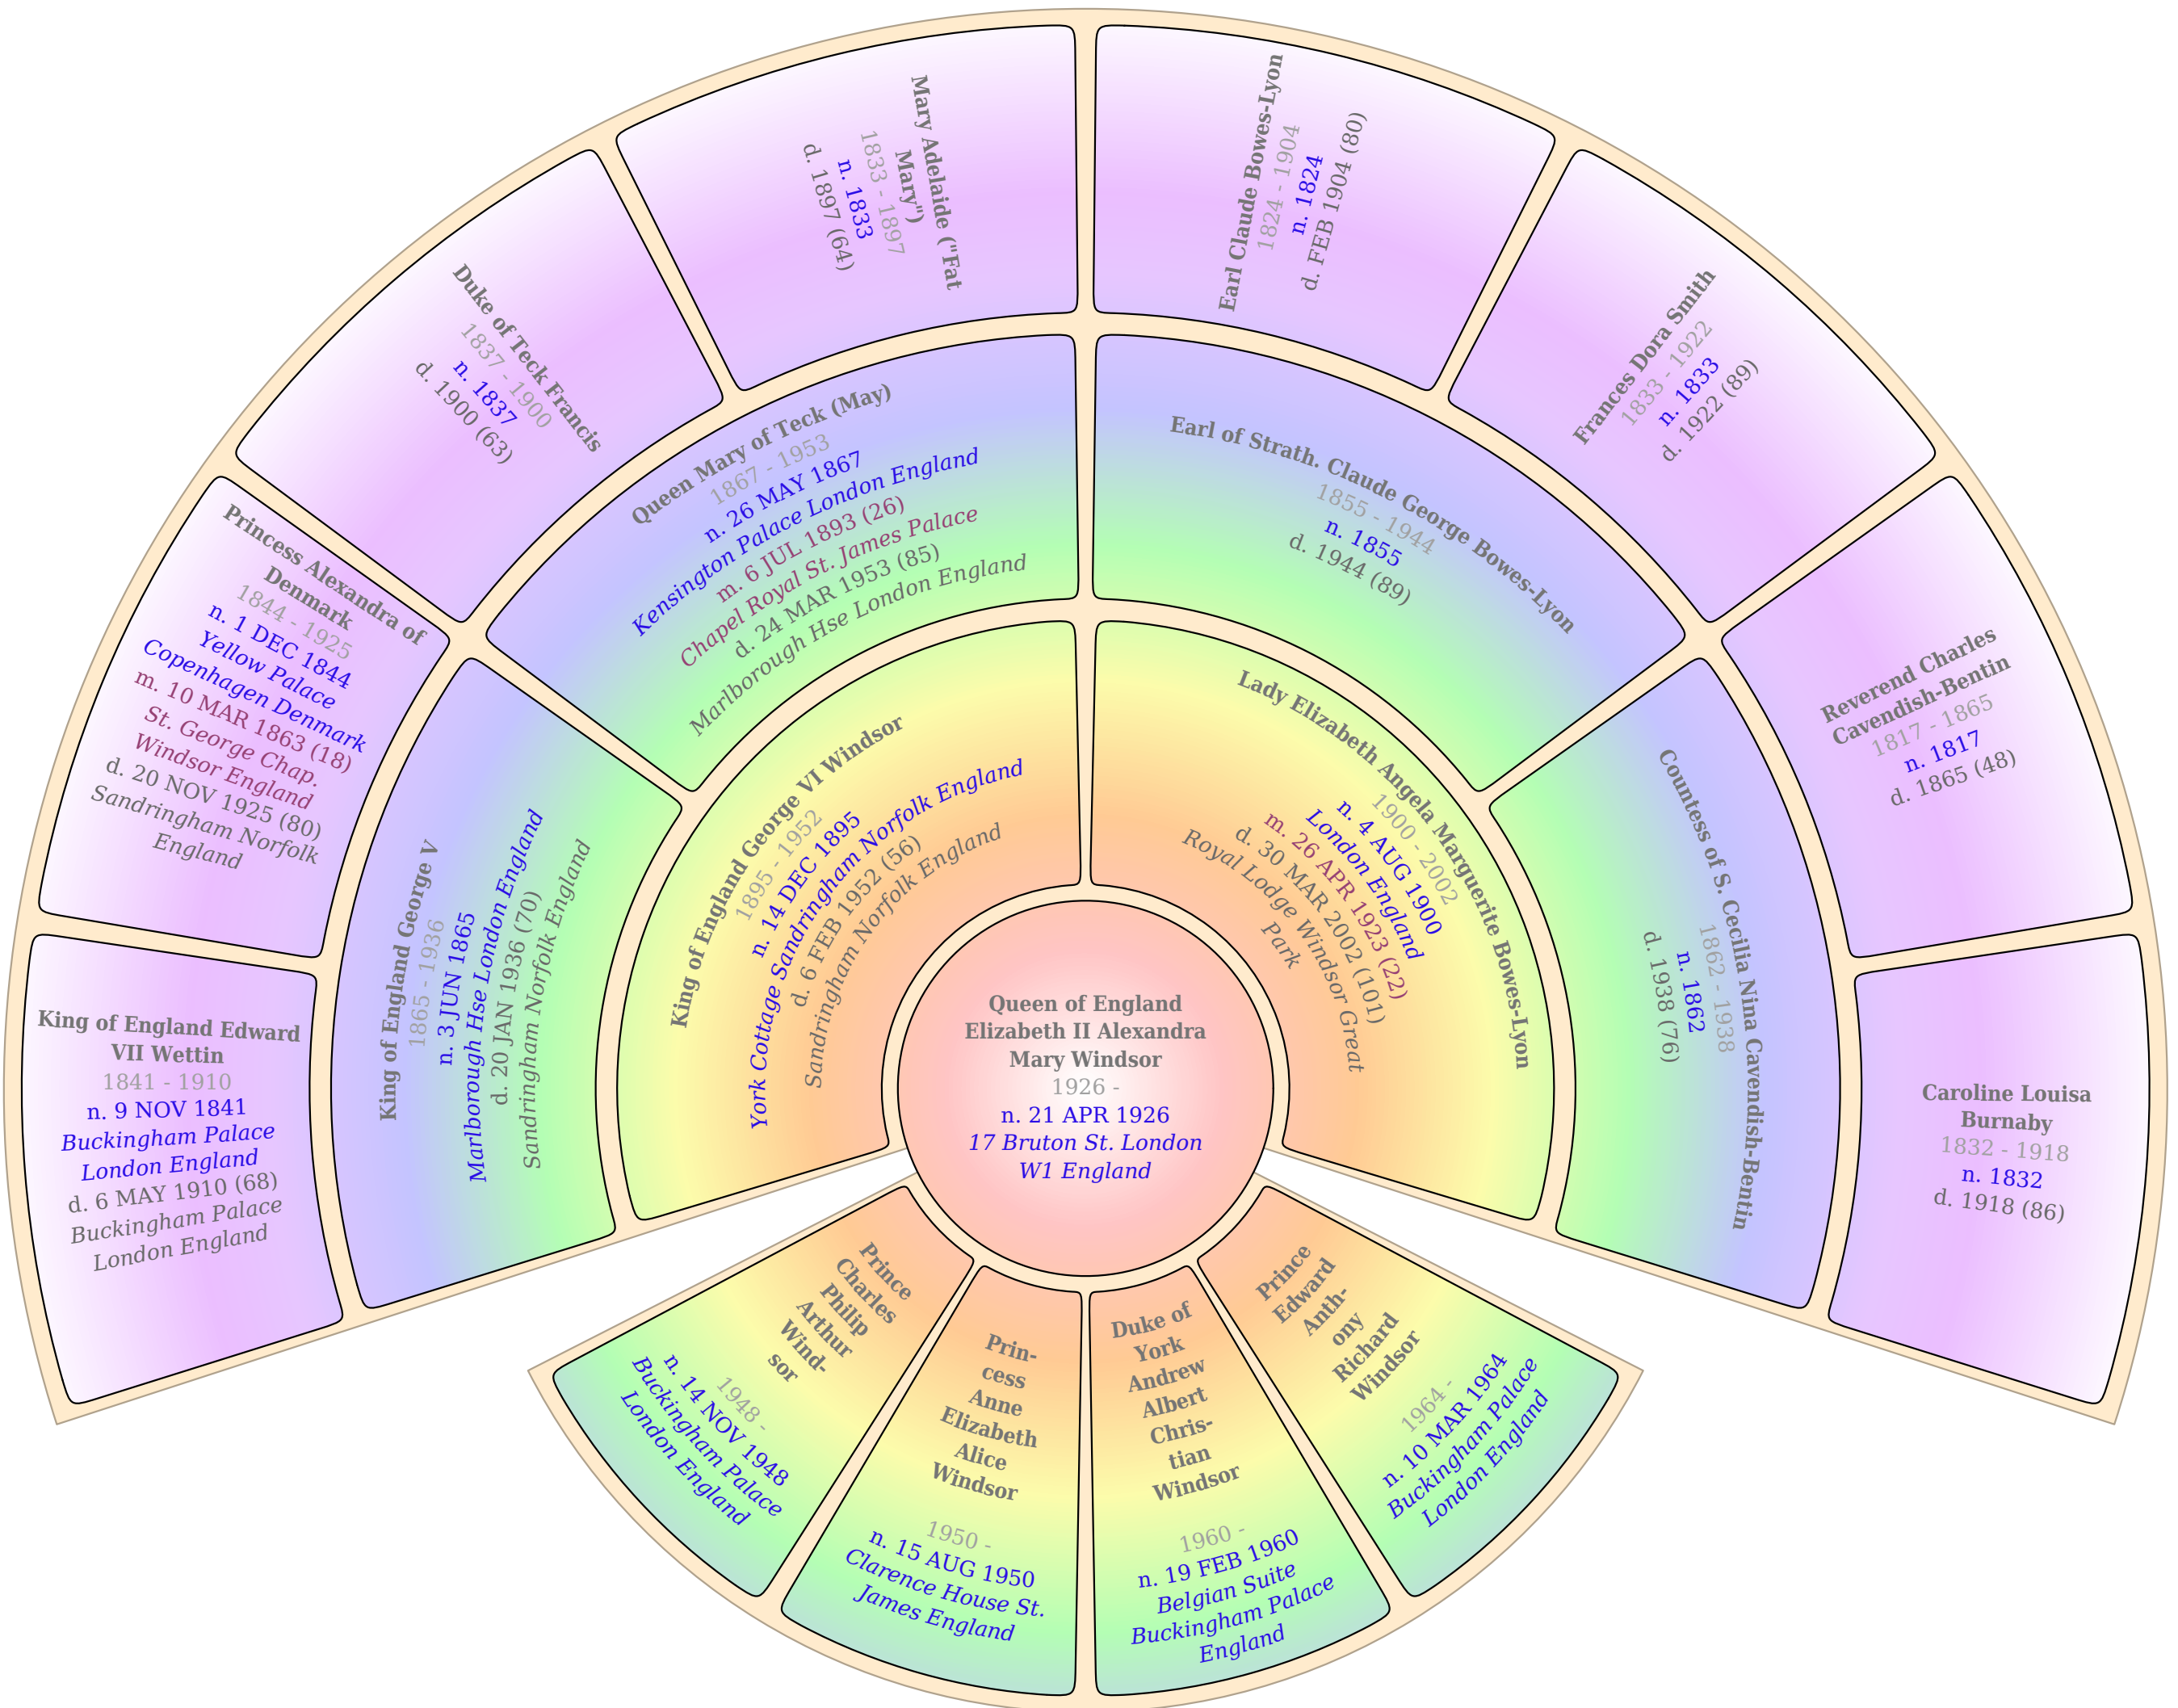 Mary Adelaide ("Fat
Mary")
1833 - 1897
n. 1833
d. 1897 (64)
Earl Claude Bowes-Lyon
1824 - 1904
n. 1824
d. FEB 1904 (80)
Duke of Teck Francis
1837 - 1900
n. 1837
d. 1900 (63)
Frances Dora Smith
1833 - 1922
n. 1833
d. 1922 (89)
Princess Alexandra of
Denmark
1844 - 1925
n. 1 DEC 1844
Yellow Palace
Copenhagen Denmark
m. 10 MAR 1863 (18)
St. George Chap.
Windsor England
d. 20 NOV 1925 (80)
Sandringham Norfolk
England
Reverend Charles
Cavendish-Bentin
1817 - 1865
n. 1817
d. 1865 (48)
King of England Edward
VII Wettin
1841 - 1910
n. 9 NOV 1841
Buckingham Palace
London England
d. 6 MAY 1910 (68)
Buckingham Palace
London England
Caroline Louisa
Burnaby
1832 - 1918
n. 1832
d. 1918 (86)
Queen Mary of Teck (May)
1867 - 1953
n. 26 MAY 1867
Kensington Palace London England
m. 6 JUL 1893 (26)
Chapel Royal St. James Palace
d. 24 MAR 1953 (85)
Marlborough Hse London England
Earl of Strath. Claude George Bowes-Lyon
1855 - 1944
n. 1855
d. 1944 (89)
King of England George V
1865 - 1936
n. 3 JUN 1865
Marlborough Hse London England
d. 20 JAN 1936 (70)
Sandringham Norfolk England
Countess of S. Cecilia Nina Cavendish-Bentin
1862 - 1938
n. 1862
d. 1938 (76)
King of England George VI Windsor
1895 - 1952
n. 14 DEC 1895
York Cottage Sandringham Norfolk England
d. 6 FEB 1952 (56)
Sandringham Norfolk England
Lady Elizabeth Angela Marguerite Bowes-Lyon
1900 - 2002
n. 4 AUG 1900
London England
m. 26 APR 1923 (22)
d. 30 MAR 2002 (101)
Royal Lodge Windsor Great
Park
Queen of England
Elizabeth II Alexandra
Mary Windsor
1926 -
n. 21 APR 1926
17 Bruton St. London
W1 England
Prince
Charles
Philip
Arthur
Wind-
sor
1948 -
n. 14 NOV 1948
Buckingham Palace
London England
Prin-
cess
Anne
Elizabeth
Alice
Windsor
1950 -
n. 15 AUG 1950
Clarence House St.
James England
Duke of
York
Andrew
Albert
Chris-
tian
Windsor
1960 -
n. 19 FEB 1960
Belgian Suite
Buckingham Palace
England
Prince
Edward
Anth-
ony
Richard
Windsor
1964 -
n. 10 MAR 1964
Buckingham Palace
London England